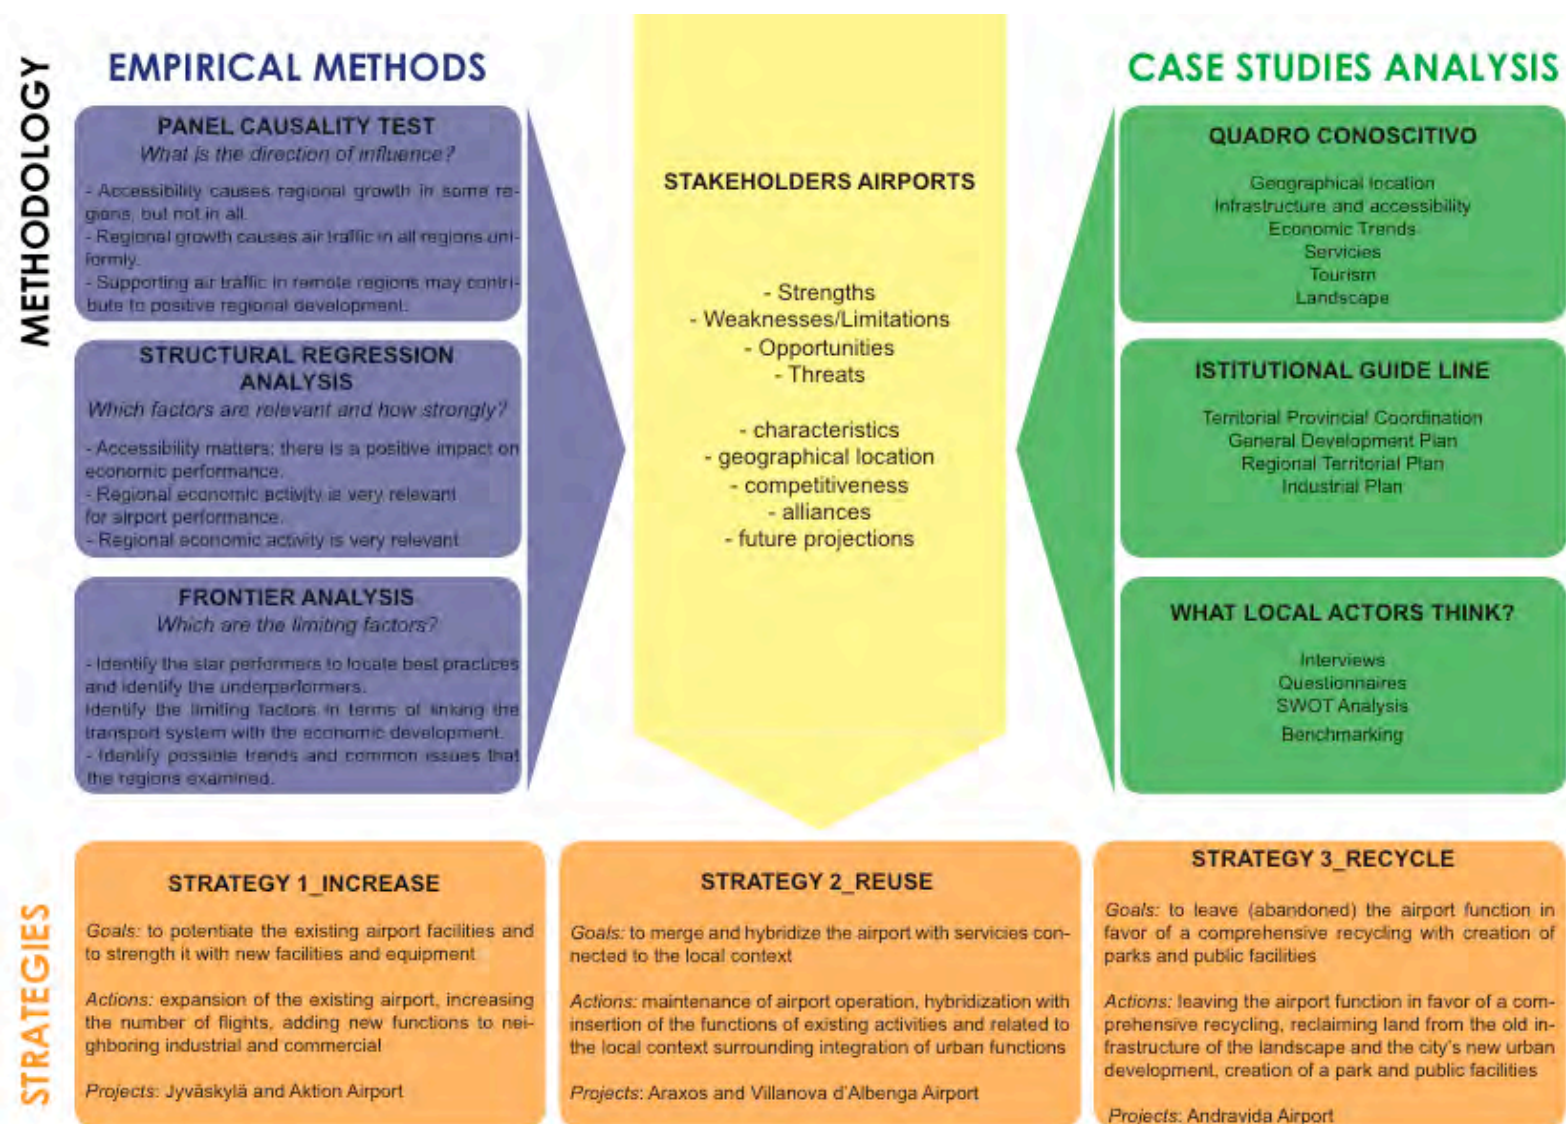 METHODOLOGY
EMPIRICAL METHODS
PANEL CAUSALITY TEST
What is the direction of influence?
- Accessibility causes regional growth in some re-
gions, but not in all.
- Regional growth causes air traffic in all regions uni-
formly.
- Supporting air traffic in remote regions may contri-
bute to positive regional development.
STRUCTURAL REGRESSION
ANALYSIS
Which factors are relevant and how strongly?
- Accessibility matters: there is a positive impact on
economic performance.
- Regional economic activity is very relevant
for airport performance.
- Regional economic activity is very relevant
FRONTIER ANALYSIS
Which are the limiting factors?
- Identify the star performers to locate best practices
and identify the underperformers.
Identify the limiting factors in terms of linking the
transport system with the economic development.
- Identify possible trends and common issues that
the regions examined.
STAKEHOLDERS AIRPORTS
- Strengths
- Weaknesses/Limitations
- Opportunities
- Threats
- characteristics
- geographical location
- competitiveness
- alliances
- future projections
CASE STUDIES ANALYSIS
QUADRO CONOSCITIVO
Geographical location
Infrastructure and accessibility
Economic Trends
Servicies
Tourism
Landscape
ISTITUTIONAL GUIDE LINE
Territorial Provincial Coordination
General Development Plan
Regional Territorial Plan
Industrial Plan
WHAT LOCAL ACTORS THINK?
Interviews
Questionnaires
SWOT Analysis
Benchmarking
STRATEGIES
STRATEGY 1_INCREASE
Goals: to potentiate the existing airport facilities and
to strength it with new facilities and equipment
Actions: expansion of the existing airport, increasing
the number of flights, adding new functions to nei-
ghboring industrial and commercial
Projects: Jyväskylä and Aktion Airport
STRATEGY 2_REUSE
Goals: to merge and hybridize the airport with servicies con-
nected to the local context
Actions: maintenance of airport operation, hybridization with
insertion of the functions of existing activities and related to
the local context surrounding integration of urban functions
Projects: Araxos and Villanova d'Albenga Airport
STRATEGY 3_RECYCLE
Goals: to leave (abandoned) the airport function in
favor of a comprehensive recycling with creation of
parks and public facilities
Actions: leaving the airport function in favor of a com-
prehensive recycling, reclaiming land from the old in-
frastructure of the landscape and the city's new urban
development, creation of a park and public facilities
Projects: Andravida Airport